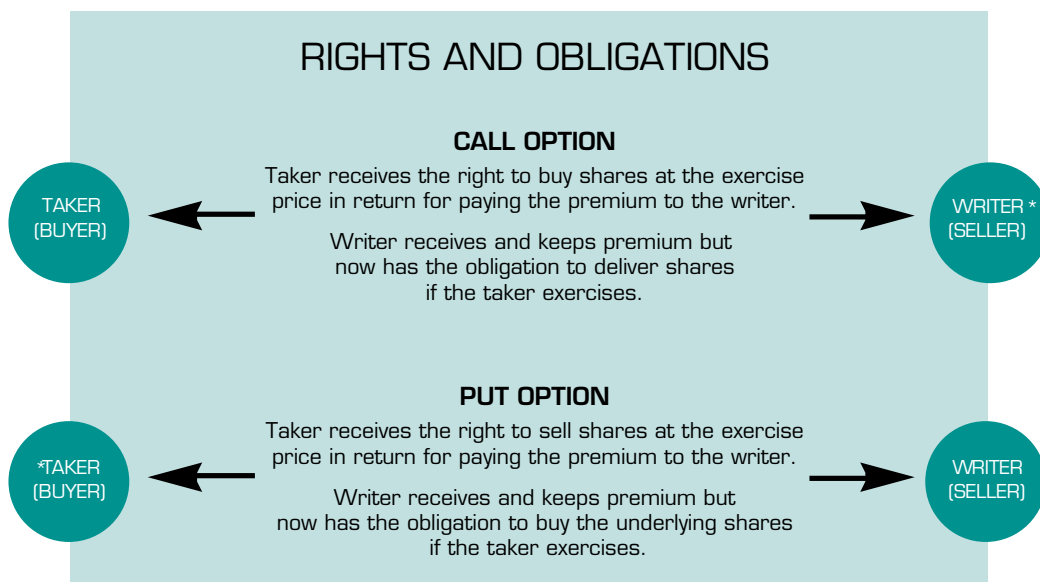 RIGHTS AND OBLIGATIONS
CALL OPTION
Taker receives the right to buy shares at the exercise
price in return for paying the premium to the writer.
Writer receives and keeps premium but
now has the obligation to deliver shares
if the taker exercises.
TAKER
(BUYER)
WRITER *
(SELLER)
PUT OPTION
Taker receives the right to sell shares at the exercise
price in return for paying the premium to the writer.
Writer receives and keeps premium but
now has the obligation to buy the underlying shares
if the taker exercises.
*TAKER
(BUYER)
WRITER
(SELLER)